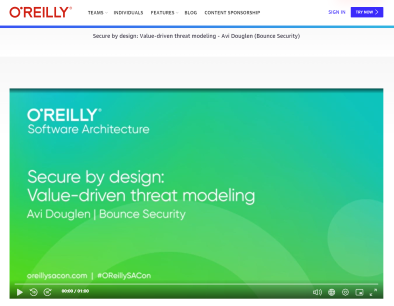 O'REILLY®
TEAMS INDIVIDUALS FEATURES BLOG CONTENT SPONSORSHIP SIGN IN TRY NOW
Secure by design: Value-driven threat modeling - Avi Douglen (Bounce Security)
O'REILLY®
Software Architecture
Secure by design:
Value-driven threat modeling
Avi Douglen | Bounce Security
oreillysacon.com | #OReillySACon
00:00 / 01:00